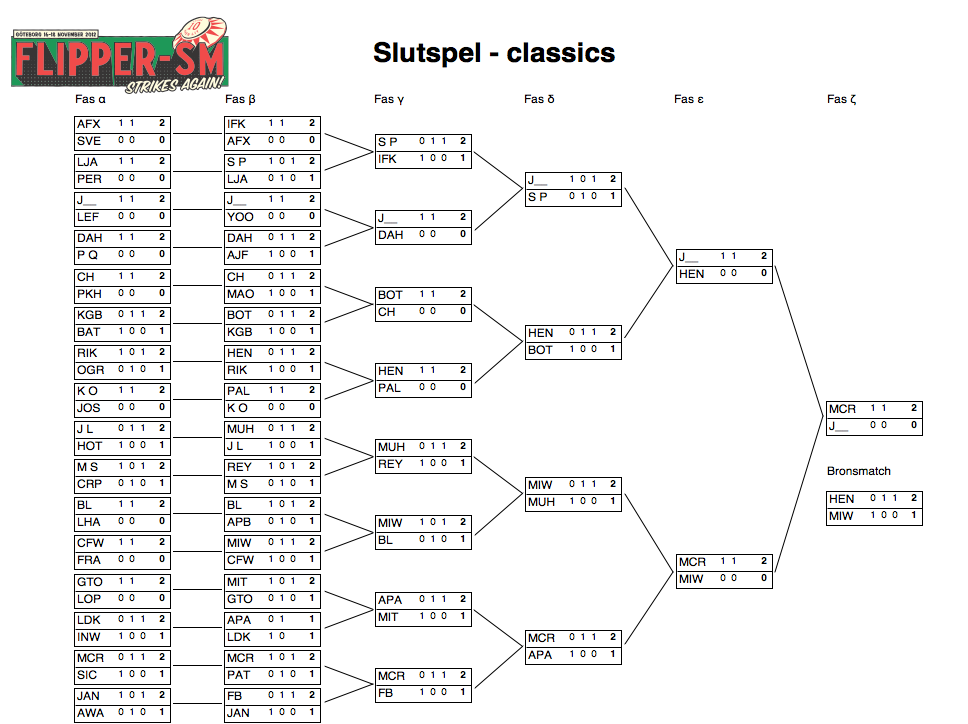 GÖTEBORG 16-18 NOVEMBER 2012
10
FLIPPER-SM
STRIKES AGAIN!
Slutspel - classics
Fas α
Fas β
Fas γ
Fas δ
Fas ε
Fas ζ
AFX 1 1 2
SVE 0 0 0
LJA 1 1 2
PER 0 0 0
J__ 1 1 2
LEF 0 0 0
DAH 1 1 2
P Q 0 0 0
CH 1 1 2
PKH 0 0 0
KGB 0 1 1 2
BAT 1 0 0 1
RIK 1 0 1 2
OGR 0 1 0 1
K O 1 1 2
JOS 0 0 0
J L 0 1 1 2
HOT 1 0 0 1
M S 1 0 1 2
CRP 0 1 0 1
BL 1 1 2
LHA 0 0 0
CFW 1 1 2
FRA 0 0 0
GTO 1 1 2
LOP 0 0 0
LDK 0 1 1 2
INW 1 0 0 1
MCR 0 1 1 2
SIC 1 0 0 1
JAN 1 0 1 2
AWA 0 1 0 1
IFK 1 1 2
AFX 0 0 0
S P 1 0 1 2
LJA 0 1 0 1
J__ 1 1 2
YOO 0 0 0
DAH 0 1 1 2
AJF 1 0 0 1
CH 0 1 1 2
MAO 1 0 0 1
BOT 0 1 1 2
KGB 1 0 0 1
HEN 0 1 1 2
RIK 1 0 0 1
PAL 1 1 2
K O 0 0 0
MUH 0 1 1 2
J L 1 0 0 1
REY 1 0 1 2
M S 0 1 0 1
BL 1 0 1 2
APB 0 1 0 1
MIW 0 1 1 2
CFW 1 0 0 1
MIT 1 0 1 2
GTO 0 1 0 1
APA 0 1 1
LDK 1 0 1
MCR 1 0 1 2
PAT 0 1 0 1
FB 0 1 1 2
JAN 1 0 0 1
S P 0 1 1 2
IFK 1 0 0 1
J__ 1 1 2
DAH 0 0 0
BOT 1 1 2
CH 0 0 0
HEN 1 1 2
PAL 0 0 0
MUH 0 1 1 2
REY 1 0 0 1
MIW 1 0 1 2
BL 0 1 0 1
APA 0 1 1 2
MIT 1 0 0 1
MCR 0 1 1 2
FB 1 0 0 1
J__ 1 0 1 2
S P 0 1 0 1
HEN 0 1 1 2
BOT 1 0 0 1
MIW 0 1 1 2
MUH 1 0 0 1
MCR 0 1 1 2
APA 1 0 0 1
J__ 1 1 2
HEN 0 0 0
MCR 1 1 2
MIW 0 0 0
MCR 1 1 2
J__ 0 0 0
Bronsmatch
HEN 0 1 1 2
MIW 1 0 0 1